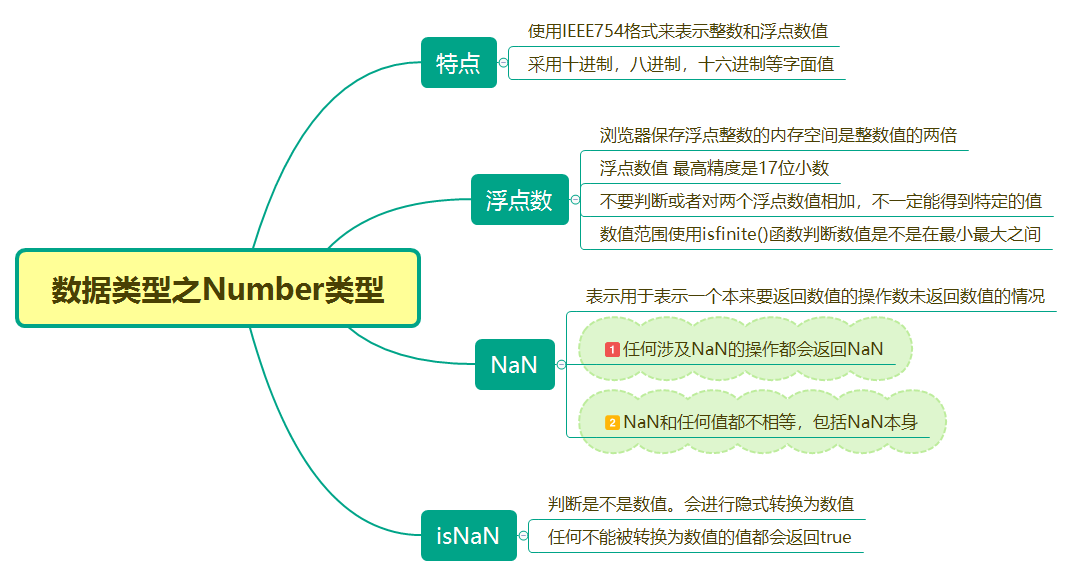 数据类型之Number类型
特点
使用IEEE754格式来表示整数和浮点数值
采用十进制，八进制，十六进制等字面值
浮点数
浏览器保存浮点整数的内存空间是整数值的两倍
浮点数值 最高精度是17位小数
不要判断或者对两个浮点数值相加，不一定能得到特定的值
数值范围使用isfinite()函数判断数值是不是在最小最大之间
NaN
表示用于表示一个本来要返回数值的操作数未返回数值的情况
1 任何涉及NaN的操作都会返回NaN
2 NaN和任何值都不相等，包括NaN本身
isNaN
判断是不是数值。会进行隐式转换为数值
任何不能被转换为数值的值都会返回true